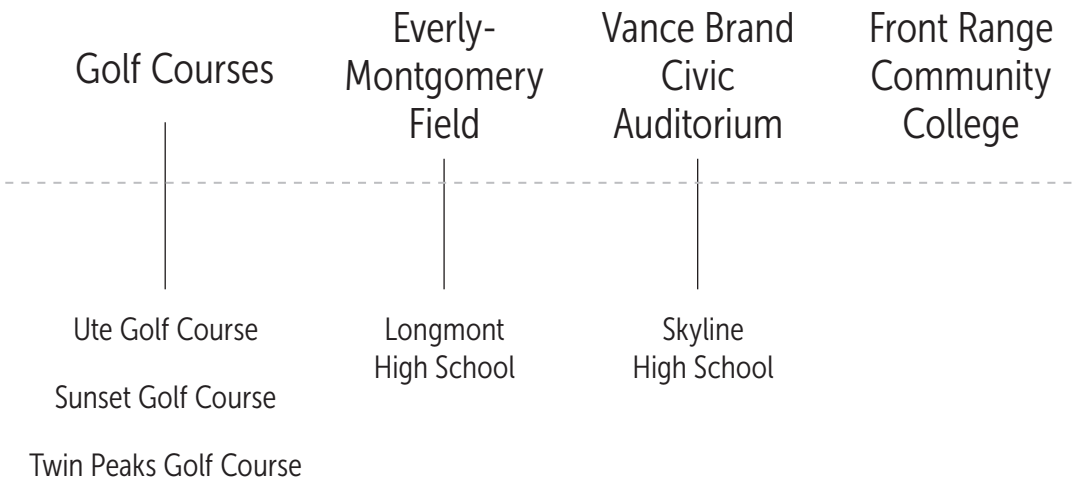 Golf Courses
Everly-
Montgomery
Field
Vance Brand
Civic
Auditorium
Front Range
Community
College
Ute Golf Course
Sunset Golf Course
Twin Peaks Golf Course
Longmont
High School
Skyline
High School